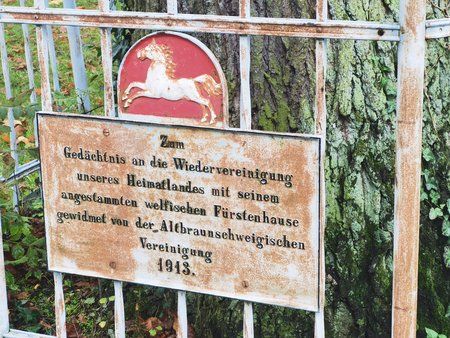 Zum
Gedächtnis an die Wiedervereinigung
unseres Heimatlandes mit seinem
angestammten welfischen Fürstenhause
gewidmet von der Altbraunschweigischen
Vereinigung
1913.